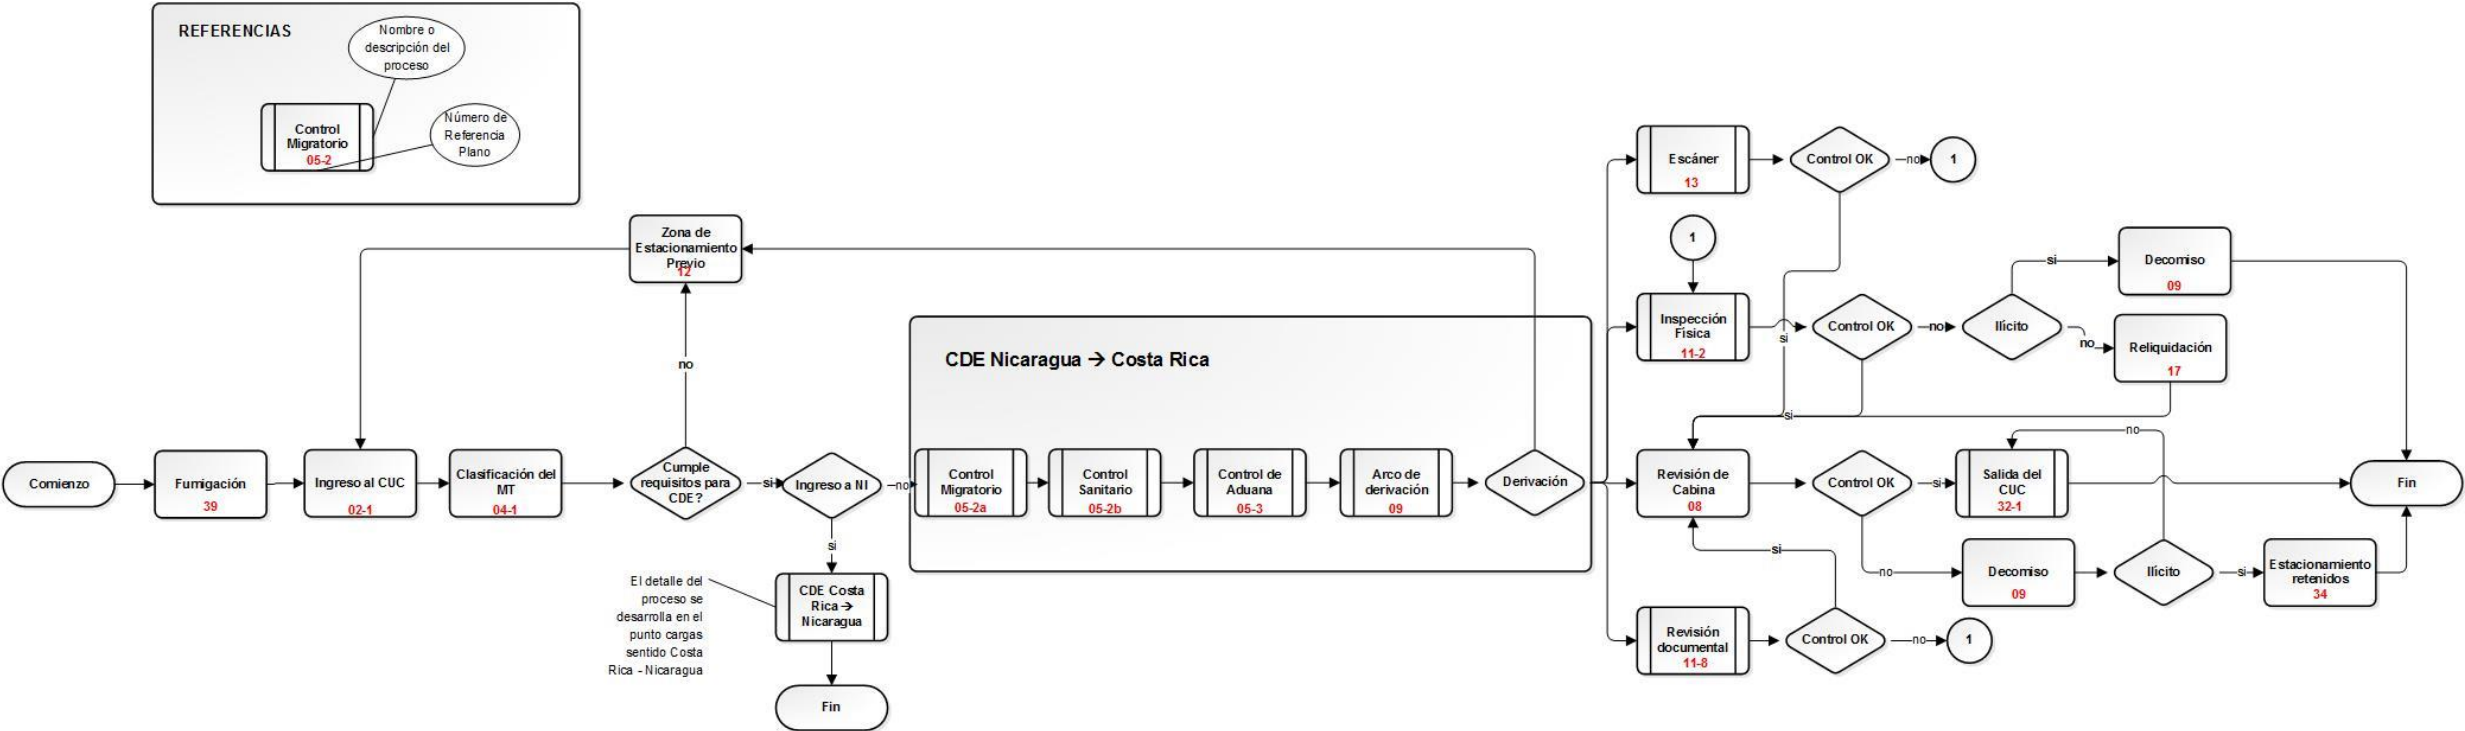 REFERENCIAS
Nombre o
descripción del
proceso
Control
Migratorio
05-2
Número de
Referencia
Plano
Zona de
Estacionamiento
Previo
12
no
Comienzo
Fumigación
39
Ingreso al CUC
02-1
Clasificación del
MT
04-1
Cumple
requisitos para
CDE?
si
Ingreso a NI
no
si
El detalle del
proceso se
desarrolla en el
punto cargas
sentido Costa
Rica - Nicaragua
CDE Costa
Rica →
Nicaragua
Fin
CDE Nicaragua → Costa Rica
Control
Migratorio
05-2a
Control
Sanitario
05-2b
Control de
Aduana
05-3
Arco de
derivación
09
Derivación
Escáner
13
Control OK
no
1
1
Inspección
Fisica
11-2
si
Control OK
no
Ilícito
si
Decomiso
09
no
Reliquidación
17
si
Revisión de
Cabina
08
Control OK
si
Salida del
CUC
32-1
no
Fin
no
Decomiso
09
Ilícito
si
Estacionamiento
retenidos
34
si
Revisión
documental
11-8
Control OK
no
1